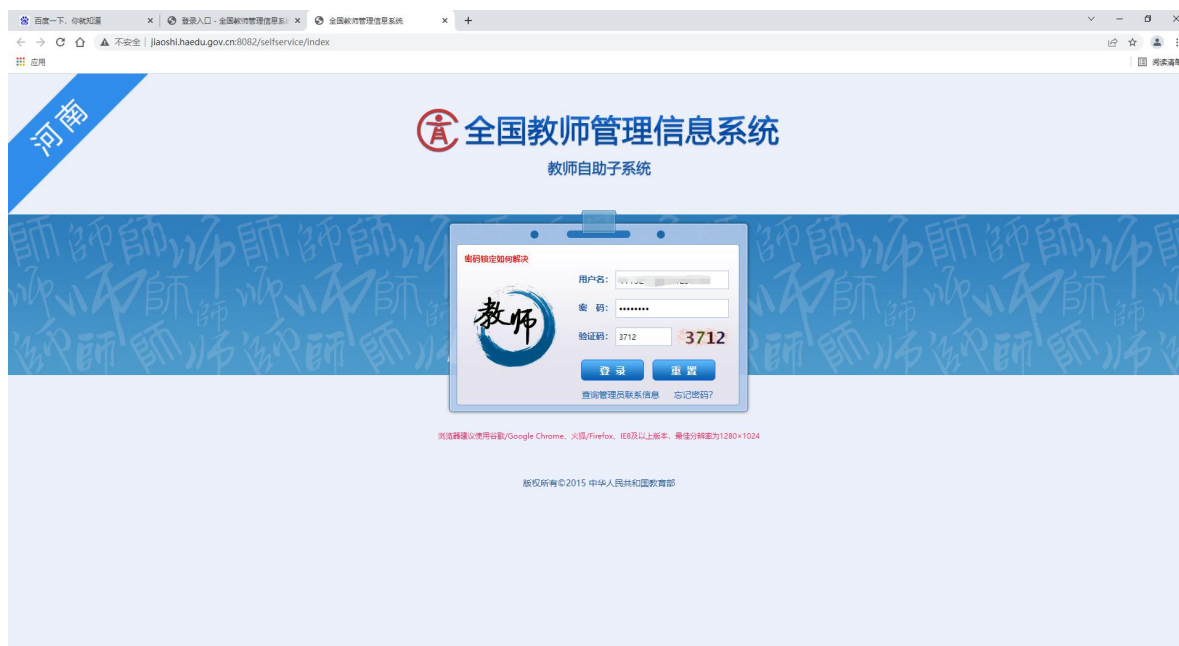 百度一下，你就知道
登录入口 - 全国教师管理信息系
全国教师管理信息系统
不安全 | jiaoshi.haedu.gov.cn:8082/selfservice/index
应用
阅读清单
河南
全国教师管理信息系统
教师自助子系统
密码锁定如何解决
用户名：
教师
密 码： ••••••••
验证码： 3712 3712
登 录 重 置
查询管理员联系信息 忘记密码?
浏览器建议使用谷歌/Google Chrome、火狐/Firefox、IE8及以上版本，最佳分辨率为1280×1024
版权所有©2015 中华人民共和国教育部